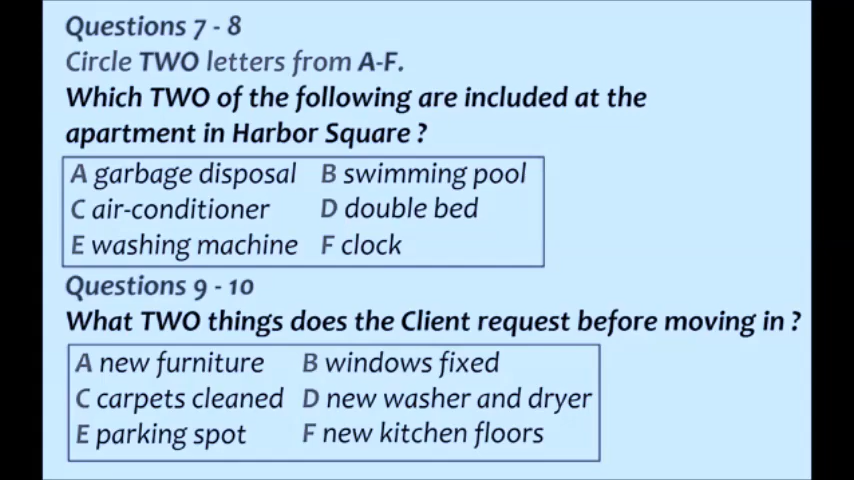 Questions 7 - 8
Circle TWO letters from A-F.
Which TWO of the following are included at the
apartment in Harbor Square ?
A garbage disposal B swimming pool
C air-conditioner D double bed
E washing machine F clock
Questions 9 - 10
What TWO things does the Client request before moving in ?
A new furniture B windows fixed
C carpets cleaned D new washer and dryer
E parking spot F new kitchen floors